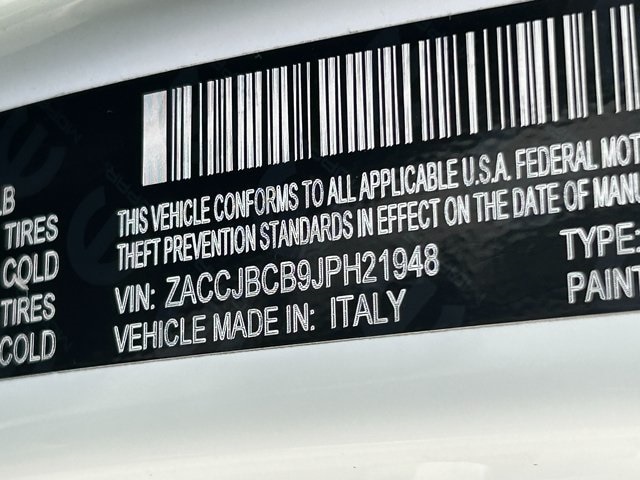 LB
TIRES
COLD
TIRES
COLD
THIS VEHICLE CONFORMS TO ALL APPLICABLE U.S.A. FEDERAL MOT
THEFT PREVENTION STANDARDS IN EFFECT ON THE DATE OF MANU
VIN: ZACCJBCB9JPH21948
TYPE:
VEHICLE MADE IN: ITALY
PAINT